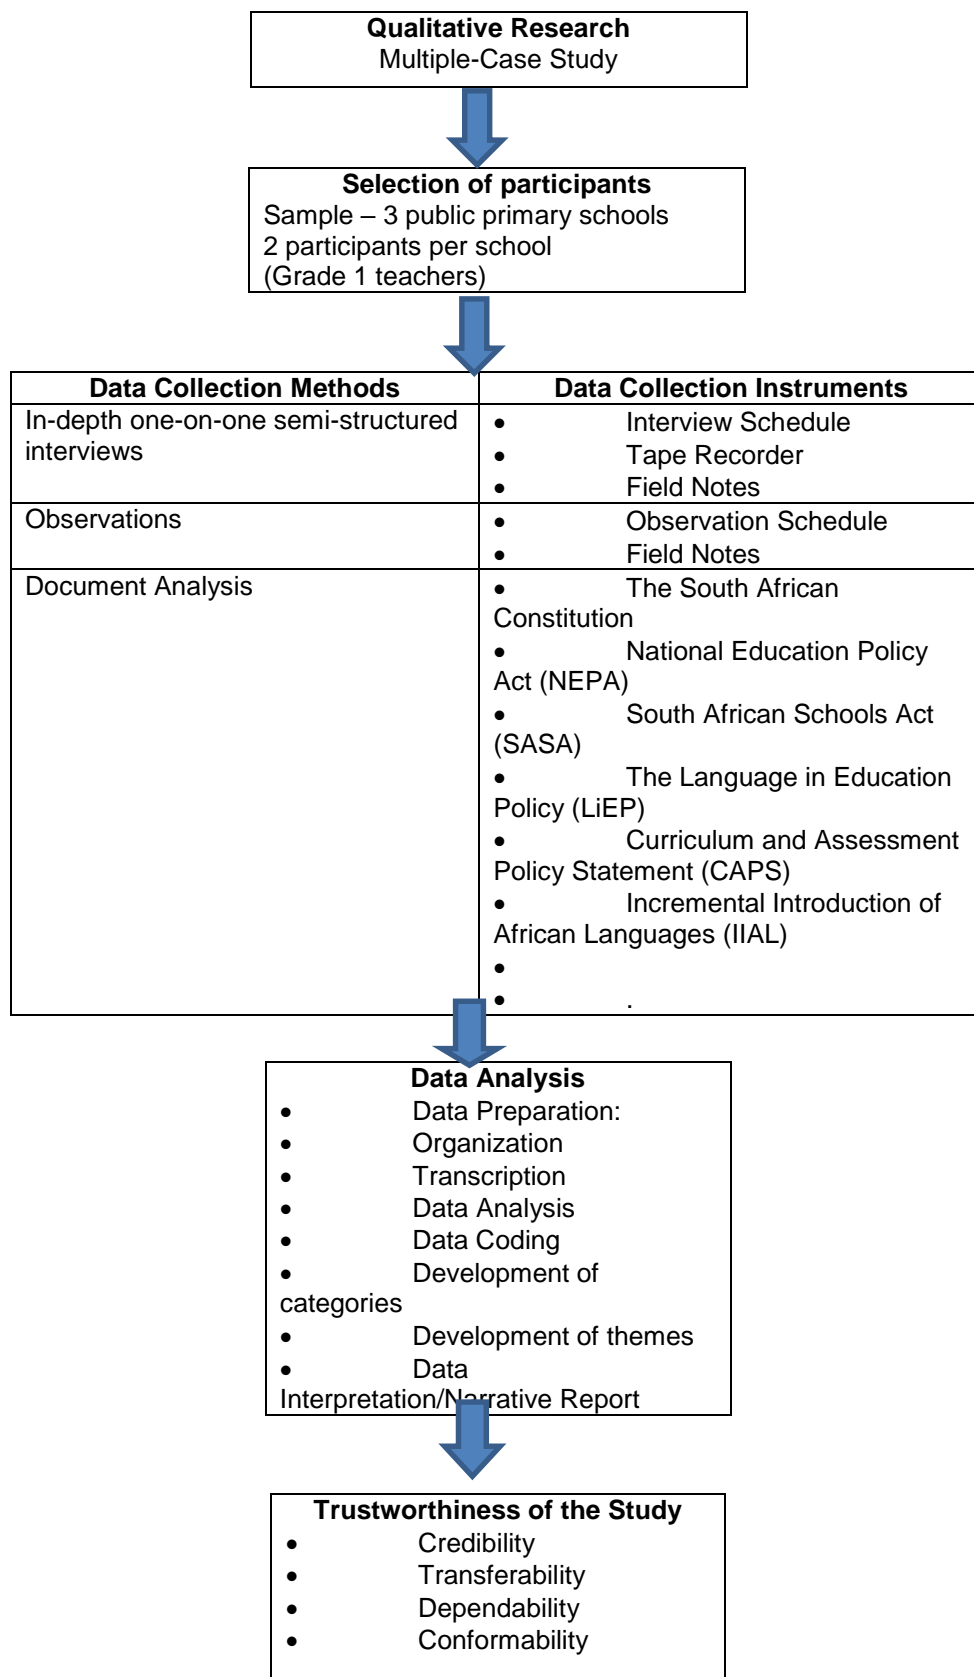 Qualitative Research
Multiple-Case Study
Selection of participants
Sample – 3 public primary schools
2 participants per school
(Grade 1 teachers)
Data Collection Methods
Data Collection Instruments
In-depth one-on-one semi-structured
interviews
• Interview Schedule
• Tape Recorder
• Field Notes
Observations
• Observation Schedule
• Field Notes
Document Analysis
• The South African
Constitution
• National Education Policy
Act (NEPA)
• South African Schools Act
(SASA)
• The Language in Education
Policy (LiEP)
• Curriculum and Assessment
Policy Statement (CAPS)
• Incremental Introduction of
African Languages (IIAL)
•
• .
Data Analysis
• Data Preparation:
• Organization
• Transcription
• Data Analysis
• Data Coding
• Development of
categories
• Development of themes
• Data
Interpretation/Narrative Report
Trustworthiness of the Study
• Credibility
• Transferability
• Dependability
• Conformability